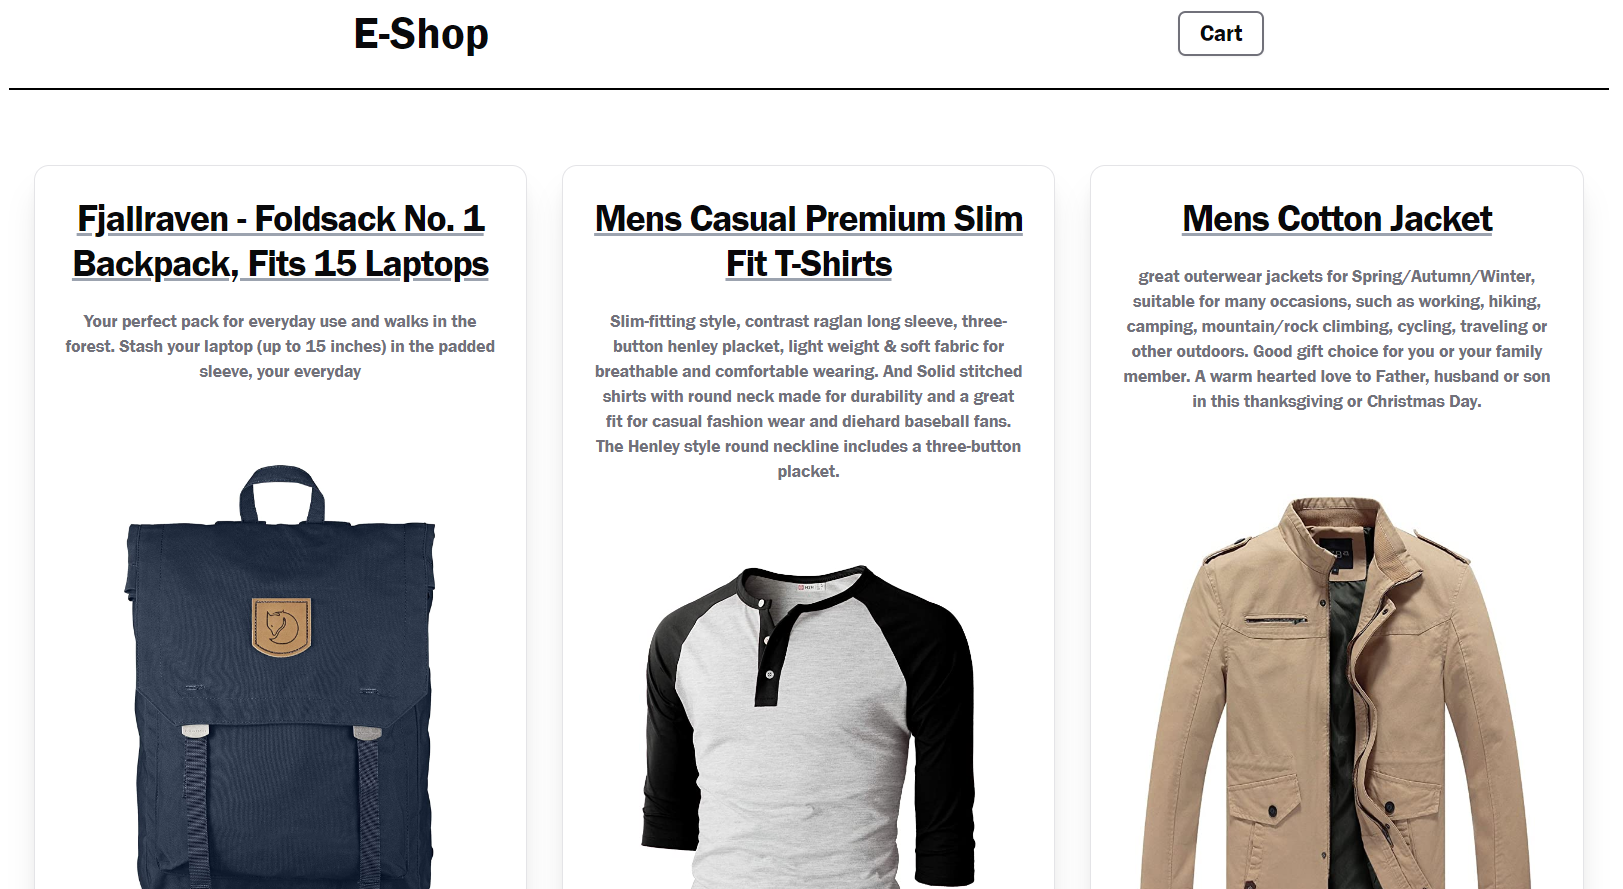 E-Shop
Cart
Fjallraven - Foldsack No. 1
Backpack, Fits 15 Laptops
Your perfect pack for everyday use and walks in the
forest. Stash your laptop (up to 15 inches) in the padded
sleeve, your everyday
Mens Casual Premium Slim
Fit T-Shirts
Slim-fitting style, contrast raglan long sleeve, three-
button henley placket, light weight & soft fabric for
breathable and comfortable wearing. And Solid stitched
shirts with round neck made for durability and a great
fit for casual fashion wear and diehard baseball fans.
The Henley style round neckline includes a three-button
placket.
Mens Cotton Jacket
great outerwear jackets for Spring/Autumn/Winter,
suitable for many occasions, such as working, hiking,
camping, mountain/rock climbing, cycling, traveling or
other outdoors. Good gift choice for you or your family
member. A warm hearted love to Father, husband or son
in this thanksgiving or Christmas Day.